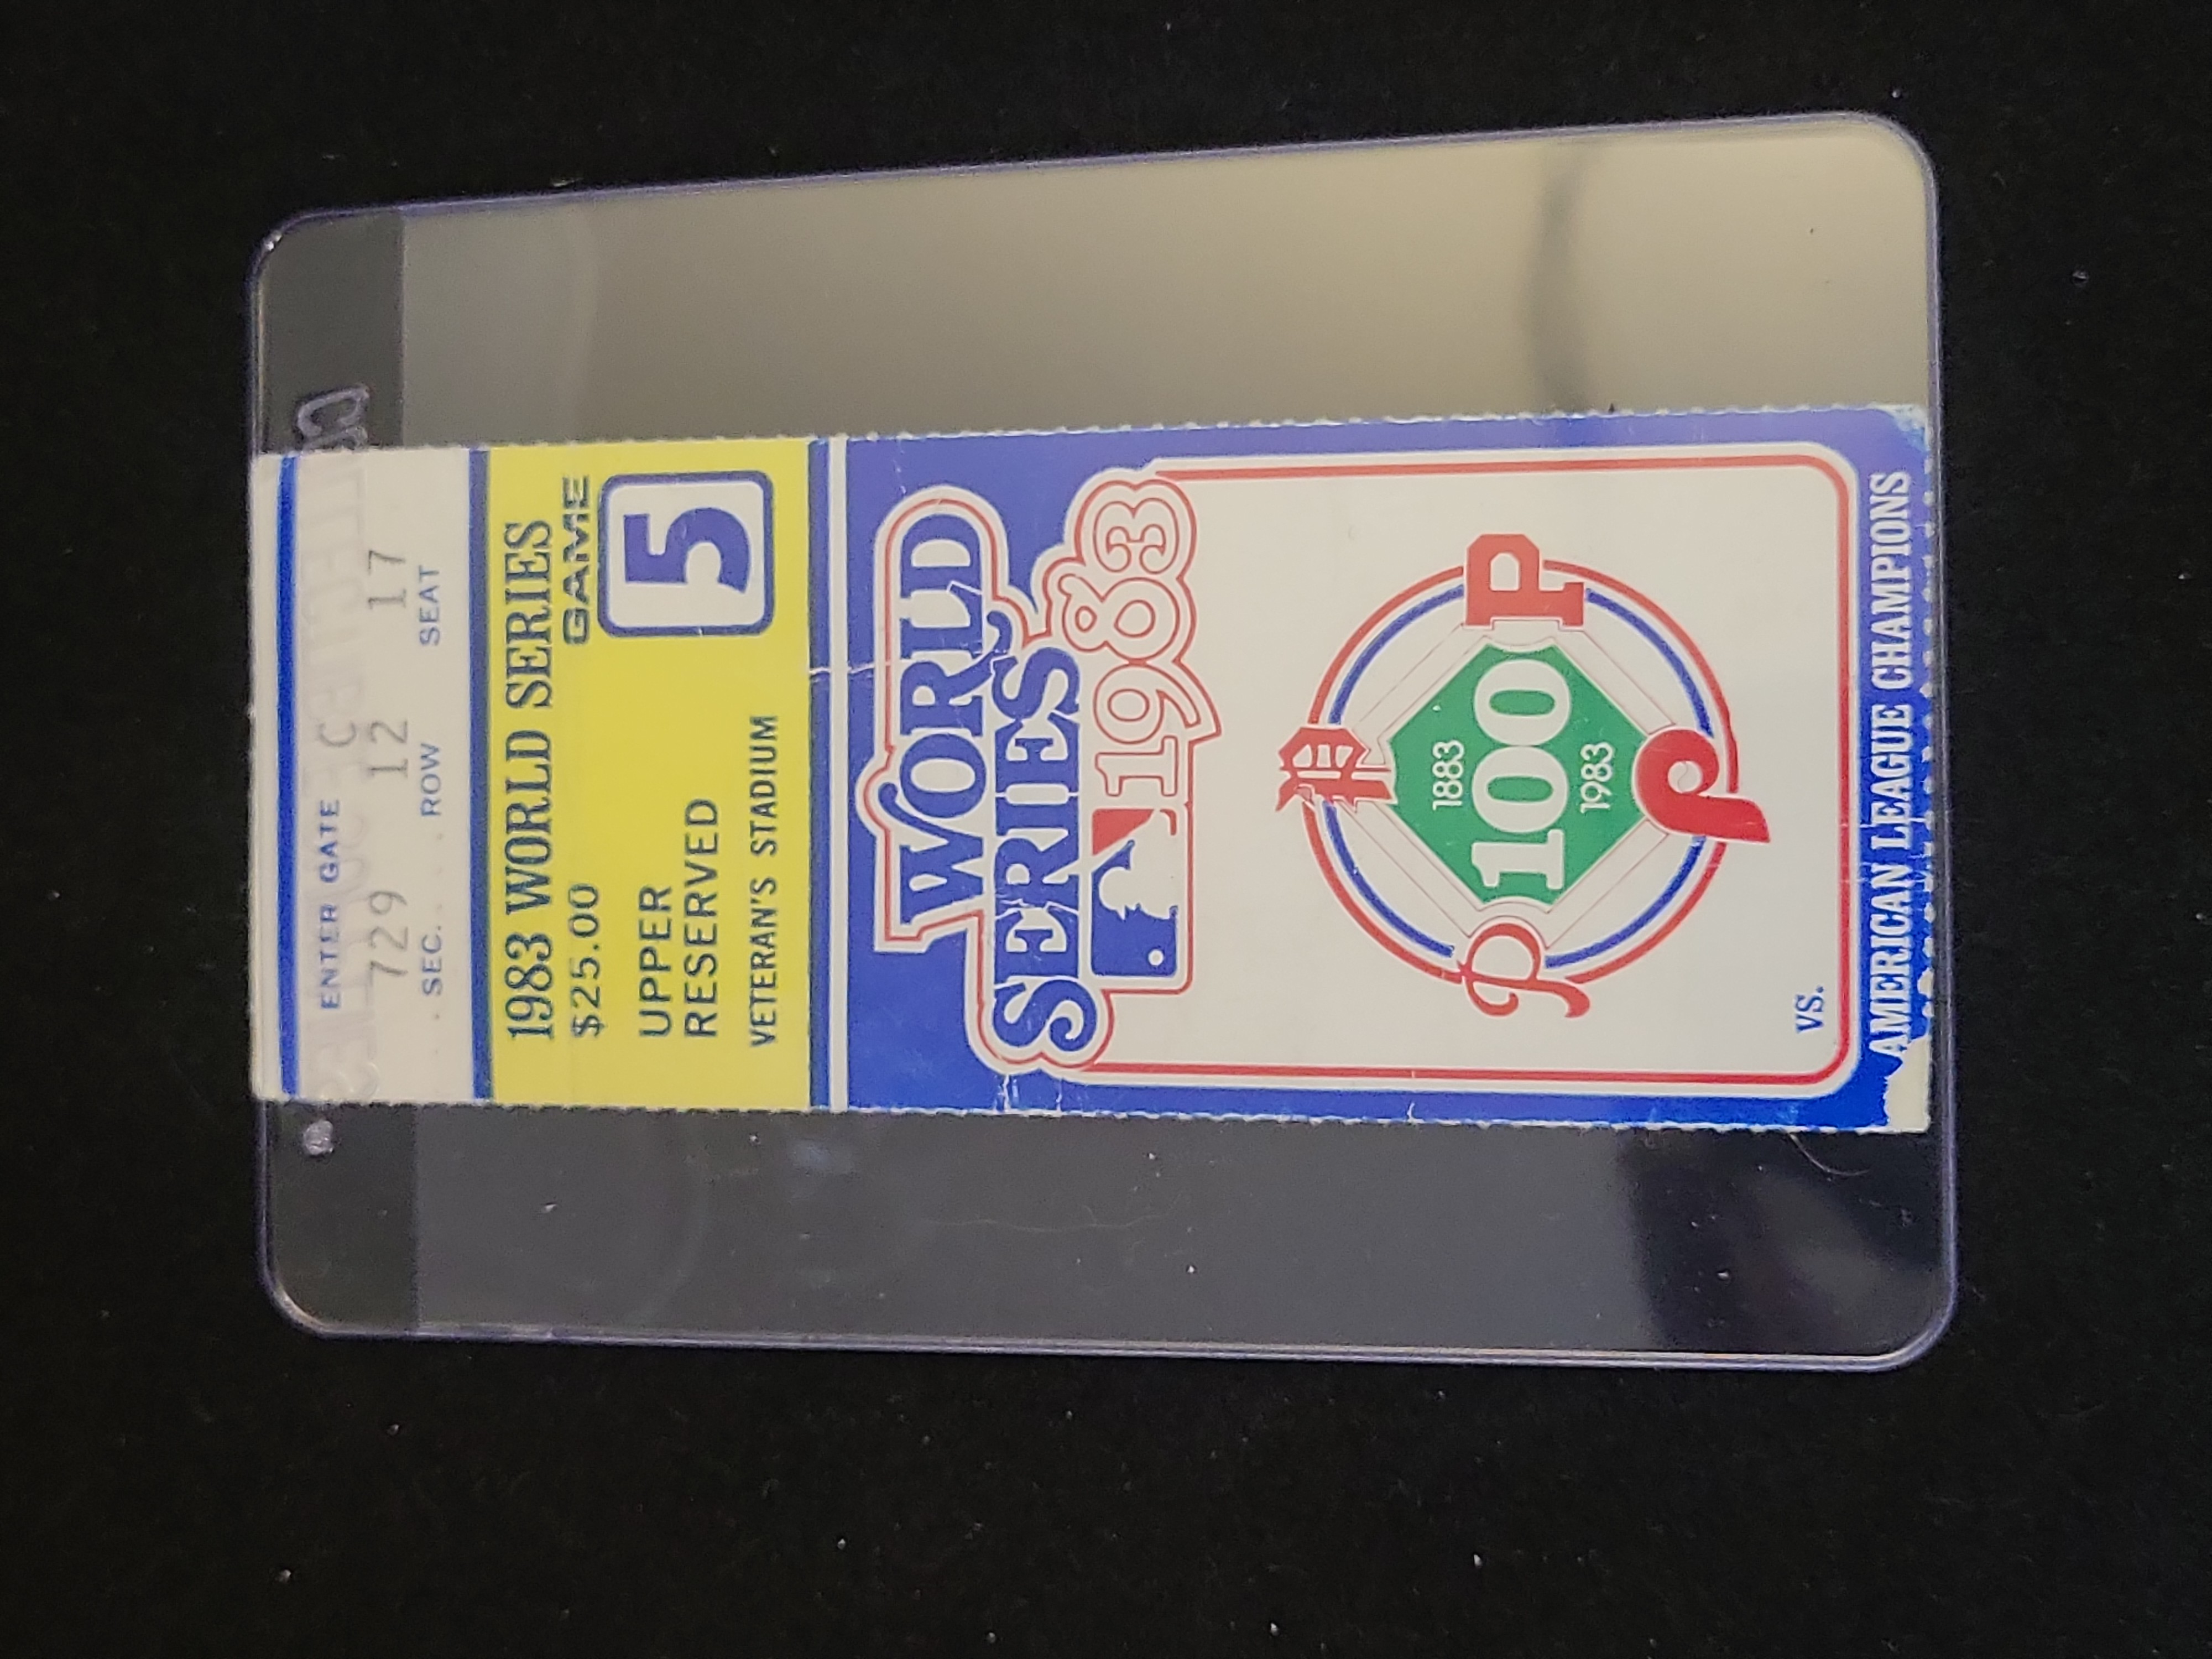 ENTER GATE C
729 12 17
SEC. ROW SEAT
1983 WORLD SERIES
$25.00 GAME
5
UPPER
RESERVED
VETERAN'S STADIUM
WORLD
SERIES
1983
P
1883
P 100 P
1983
P
VS.
AMERICAN LEAGUE CHAMPIONS